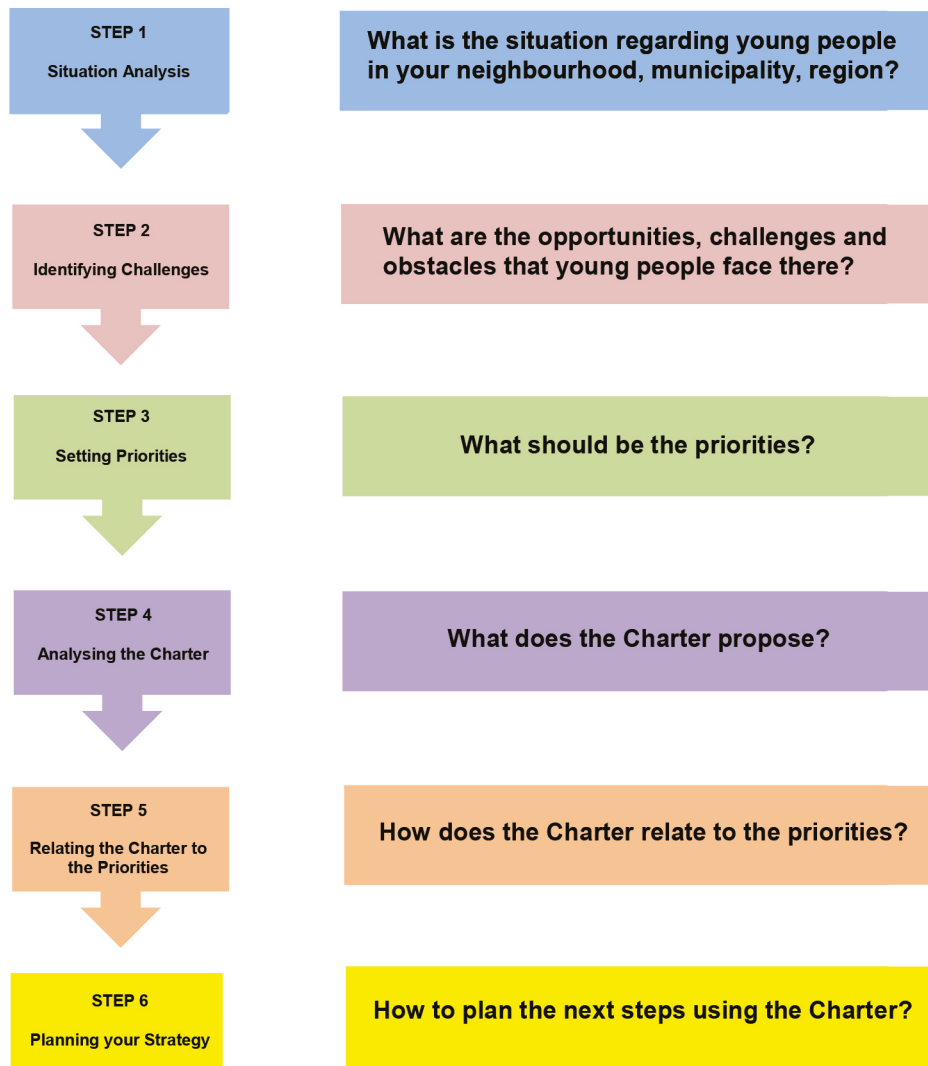 STEP 1
Situation Analysis
What is the situation regarding young people
in your neighbourhood, municipality, region?
STEP 2
Identifying Challenges
What are the opportunities, challenges and
obstacles that young people face there?
STEP 3
Setting Priorities
What should be the priorities?
STEP 4
Analysing the Charter
What does the Charter propose?
STEP 5
Relating the Charter to
the Priorities
How does the Charter relate to the priorities?
STEP 6
Planning your Strategy
How to plan the next steps using the Charter?